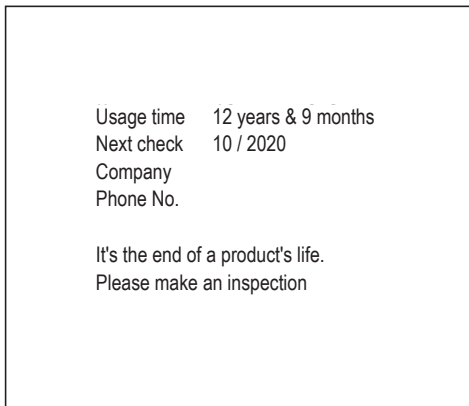 Usage time 12 years & 9 months
Next check 10 / 2020
Company
Phone No.
It's the end of a product's life.
Please make an inspection